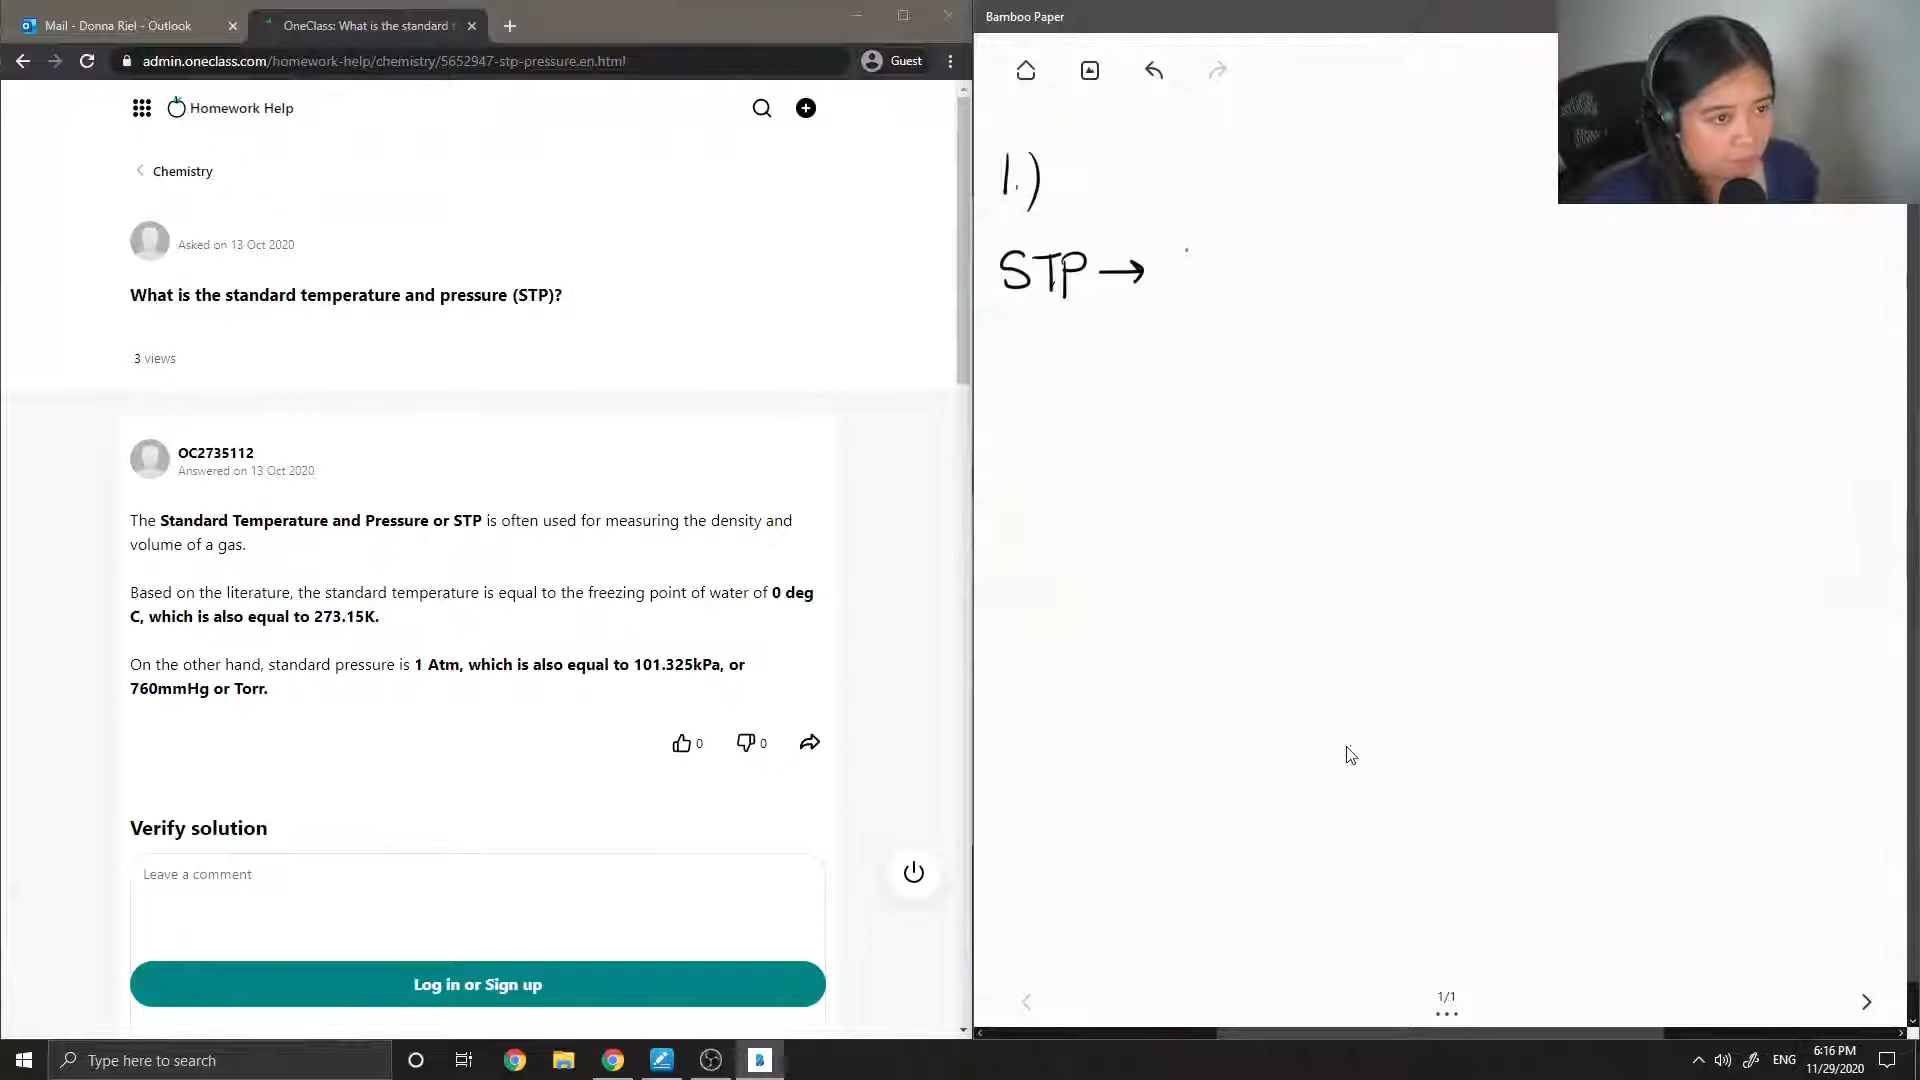 Mail - Donna Riel - Outlook
OneClass: What is the standard t
admin.oneclass.com/homework-help/chemistry/5652947-stp-pressure.en.html
Guest
Homework Help
Chemistry
Asked on 13 Oct 2020
What is the standard temperature and pressure (STP)?
3 views
OC2735112
Answered on 13 Oct 2020
The Standard Temperature and Pressure or STP is often used for measuring the density and
volume of a gas.
Based on the literature, the standard temperature is equal to the freezing point of water of 0 deg
C, which is also equal to 273.15K.
On the other hand, standard pressure is 1 Atm, which is also equal to 101.325kPa, or
760mmHg or Torr.
0 0
Verify solution
Leave a comment
Log in or Sign up
Bamboo Paper
1.)
STP →
1/1
Type here to search
ENG
6:16 PM
11/29/2020